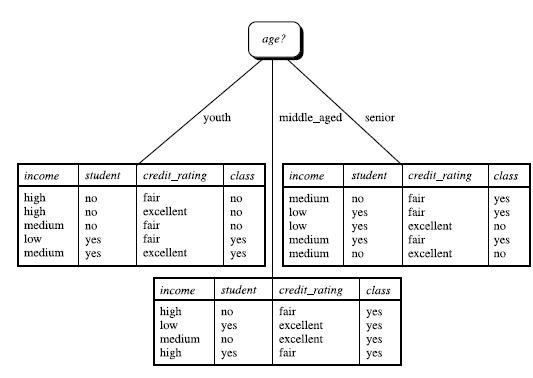 age?
youth
middle_aged
senior
income student credit_rating class
high no fair no
high no excellent no
medium no fair no
low yes fair yes
medium yes excellent yes
income student credit_rating class
medium no fair yes
low yes fair yes
low yes excellent no
medium yes fair yes
medium no excellent no
income student credit_rating class
high no fair yes
low yes excellent yes
medium no excellent yes
high yes fair yes